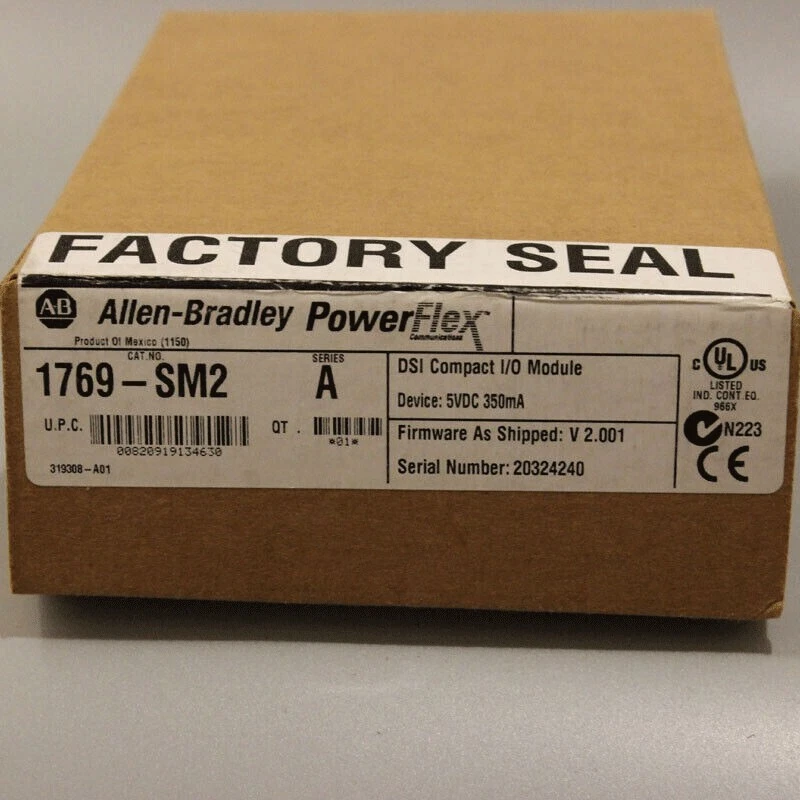 FACTORY SEAL
AB Allen-Bradley PowerFlex™
Communications
Product Of Mexico (1150)
CAT. NO.
1769-SM2
SERIES
A
U.P.C.
00820919134630
QT.
*01*
319308-A01
DSI Compact I/O Module
Device: 5VDC 350mA
Firmware As Shipped: V 2.001
Serial Number: 20324240
C UL US
LISTED
IND. CONT. EQ.
966X
N223
CE